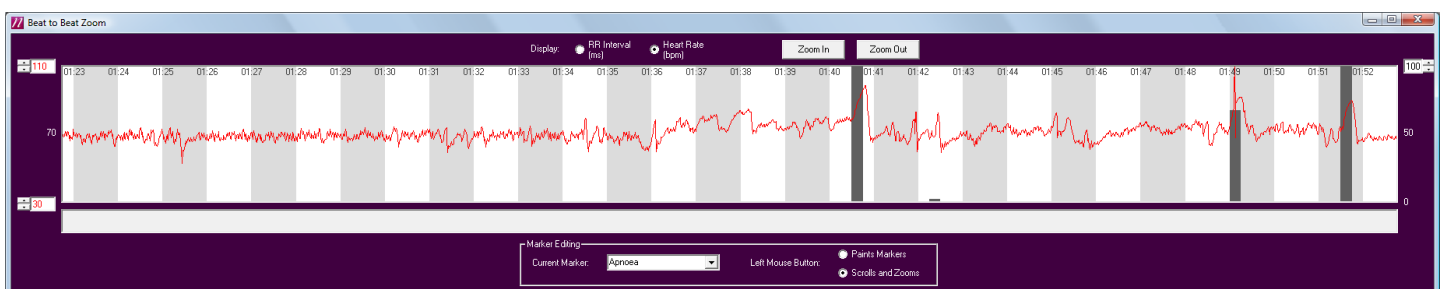 Beat to Beat Zoom
Display: RR Interval (ms) Heart Rate (bpm) Zoom In Zoom Out
110 01:23 01:24 01:25 01:26 01:27 01:28 01:29 01:30 01:31 01:32 01:33 01:34 01:35 01:36 01:37 01:38 01:39 01:40 01:41 01:42 01:43 01:44 01:45 01:46 01:47 01:48 01:49 01:50 01:51 01:52 100
70 50
30 0
Marker Editing
Current Marker: Apnoea Left Mouse Button: Paints Markers
Scrolls and Zooms